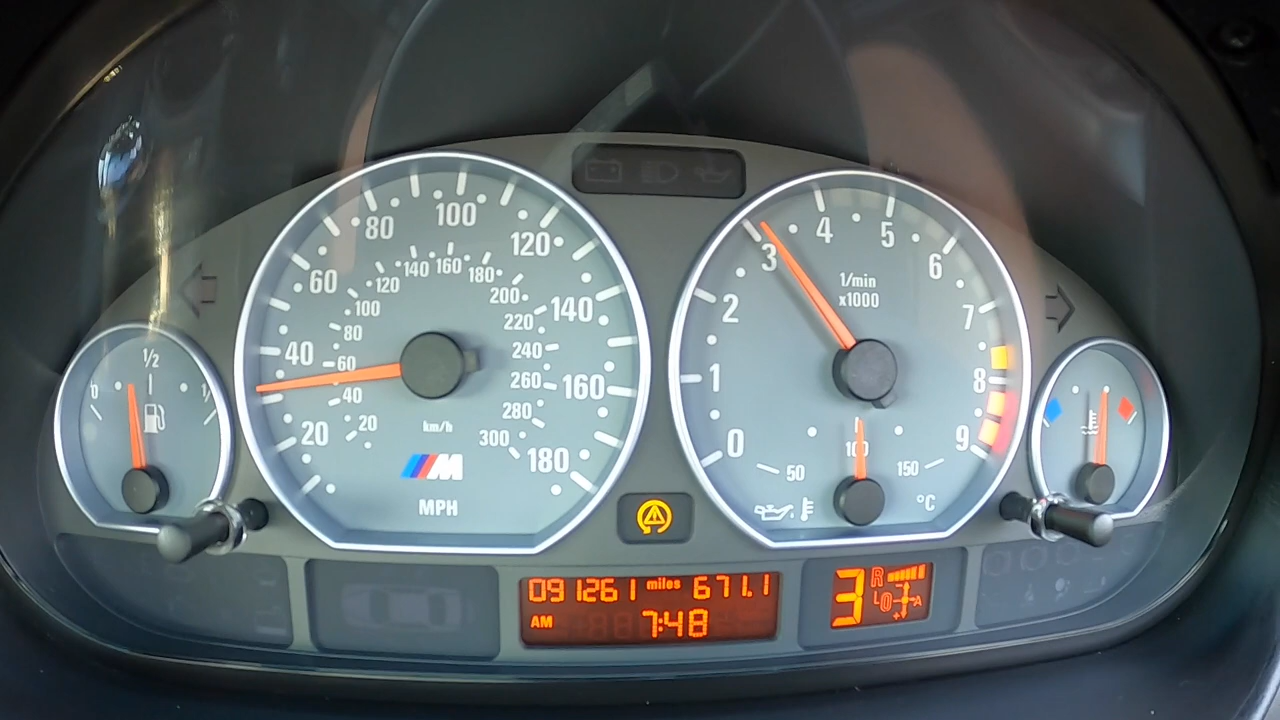 0 1/2 1
20 40 60 80 100 120 140 160 180
20 40 60 80 100 120 140 160 180 200 220 240 260 280 300
km/h
M
MPH
0 1 2 3 4 5 6 7 8 9
1/min
x1000
50 100 150
°C
091261 miles 671.1
AM 7:48
3 R
L O A